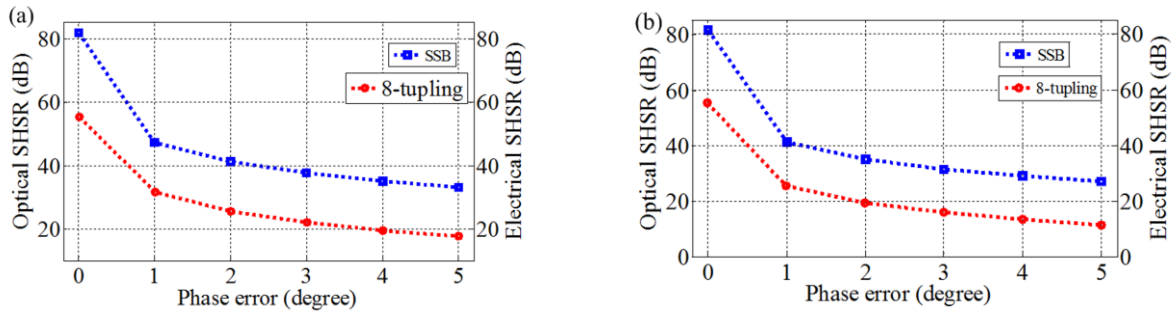 (a)
Optical SHSR (dB)
80
60
40
20
SSB
8-tupling
80
60
40
20
Electrical SHSR (dB)
0 1 2 3 4 5
Phase error (degree)
(b)
Optical SHSR (dB)
80
60
40
20
0
SSB
8-tupling
80
60
40
20
0
Electrical SHSR (dB)
0 1 2 3 4 5
Phase error (degree)